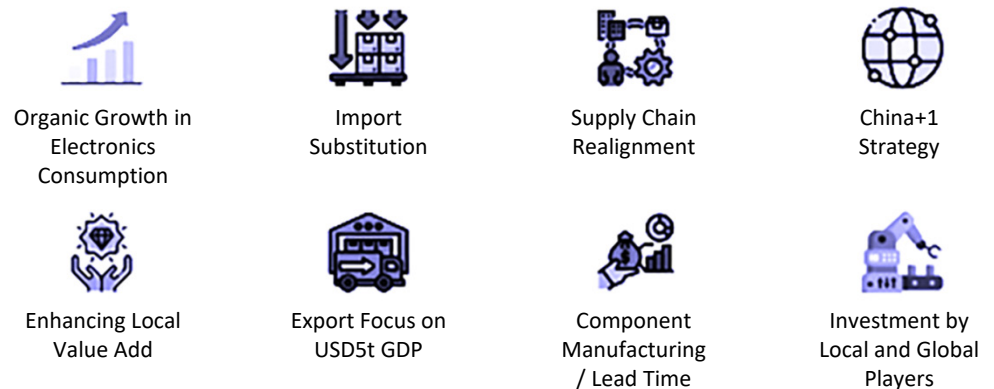 Organic Growth in
Electronics
Consumption
Import
Substitution
Supply Chain
Realignment
China+1
Strategy
Enhancing Local
Value Add
Export Focus on
USD5t GDP
Component
Manufacturing
/ Lead Time
Investment by
Local and Global
Players